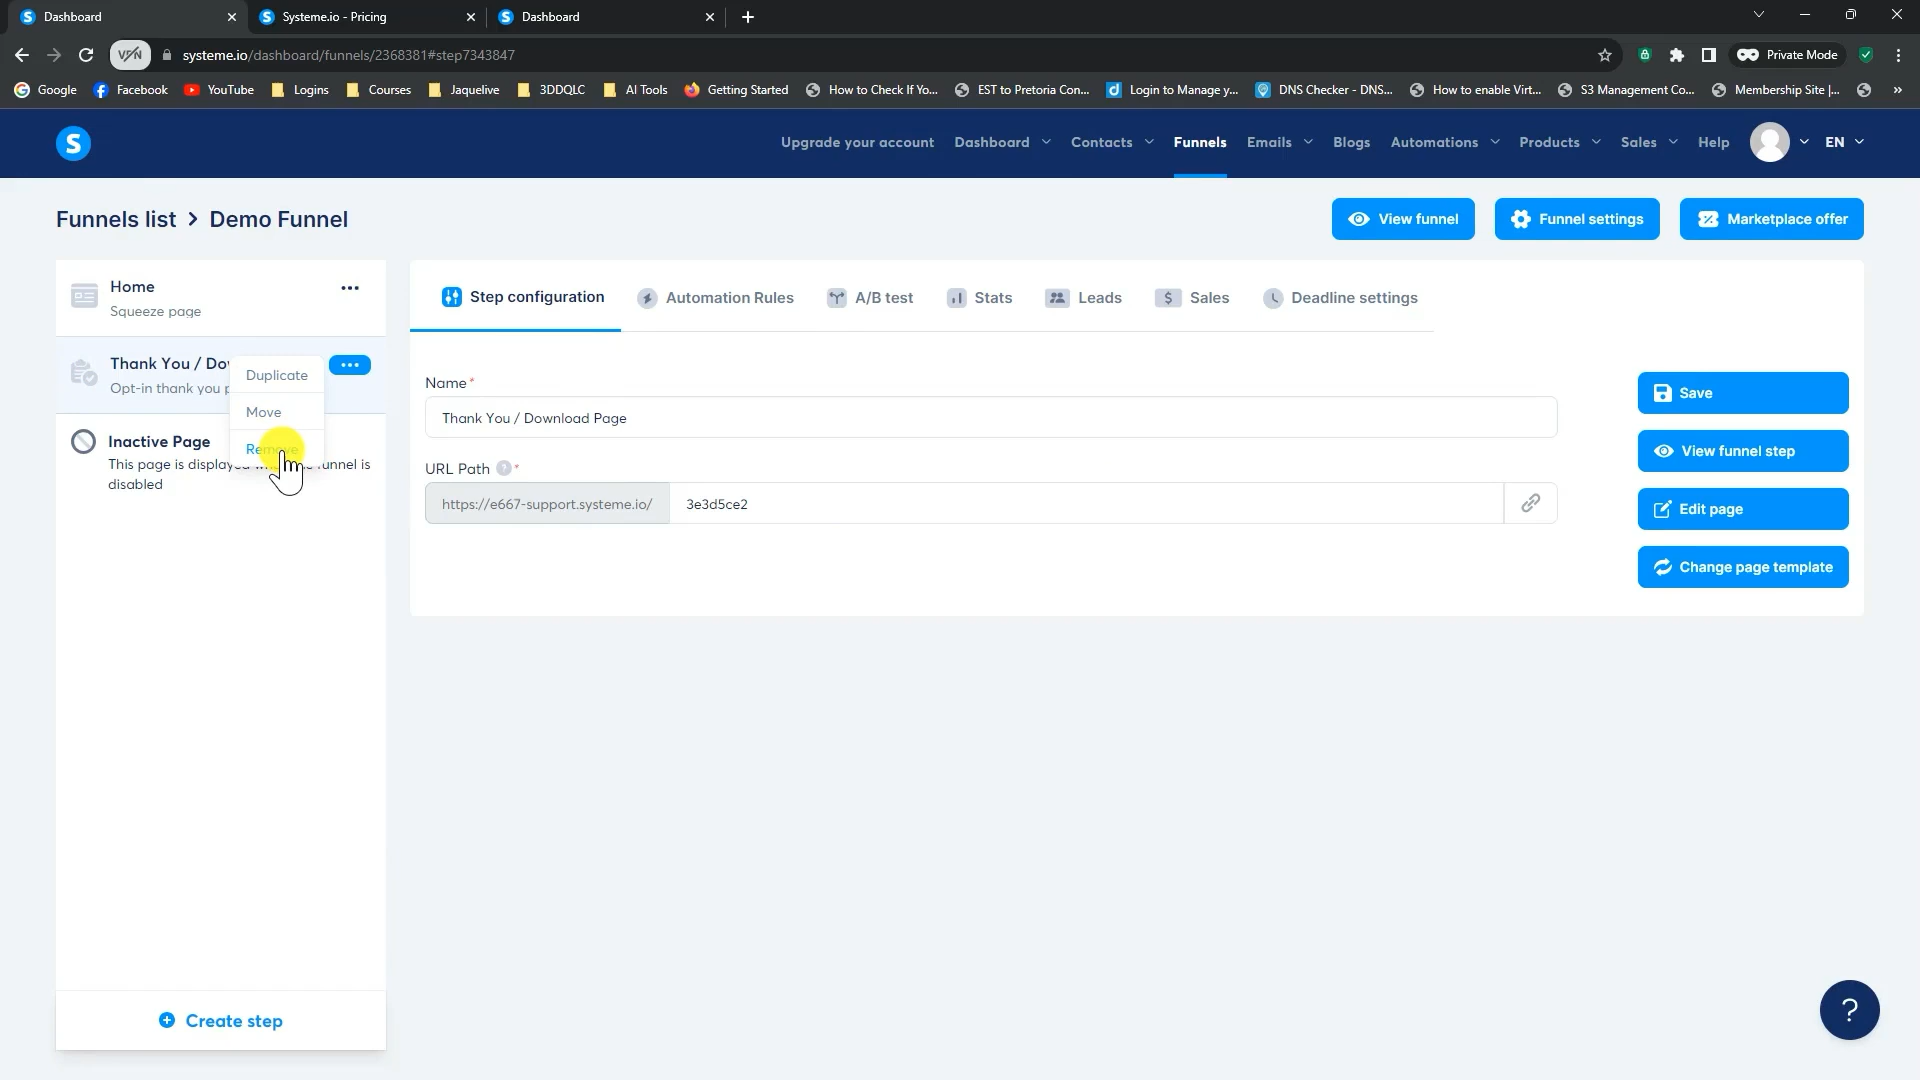 Dashboard
Systeme.io - Pricing
Dashboard
VPN
systeme.io/dashboard/funnels/2368381#step7343847
Private Mode
Google
Facebook
YouTube
Logins
Courses
Jaquelive
3DDQLC
AI Tools
Getting Started
How to Check If Yo...
EST to Pretoria Con...
Login to Manage y...
DNS Checker - DNS...
How to enable Virt...
S3 Management Co...
Membership Site |...
»
S
Upgrade your account
Dashboard
Contacts
Funnels
Emails
Blogs
Automations
Products
Sales
Help
EN
Funnels list > Demo Funnel
View funnel
Funnel settings
Marketplace offer
Home
Squeeze page
Thank You /
Opt-in thank you
Duplicate
Move
Remove
Inactive Page
This page is displayed funnel is
disabled
Create step
Step configuration
Automation Rules
A/B test
Stats
Leads
Sales
Deadline settings
Name*
Thank You / Download Page
URL Path ? *
https://e667-support.systeme.io/
3e3d5ce2
Save
View funnel step
Edit page
Change page template
?